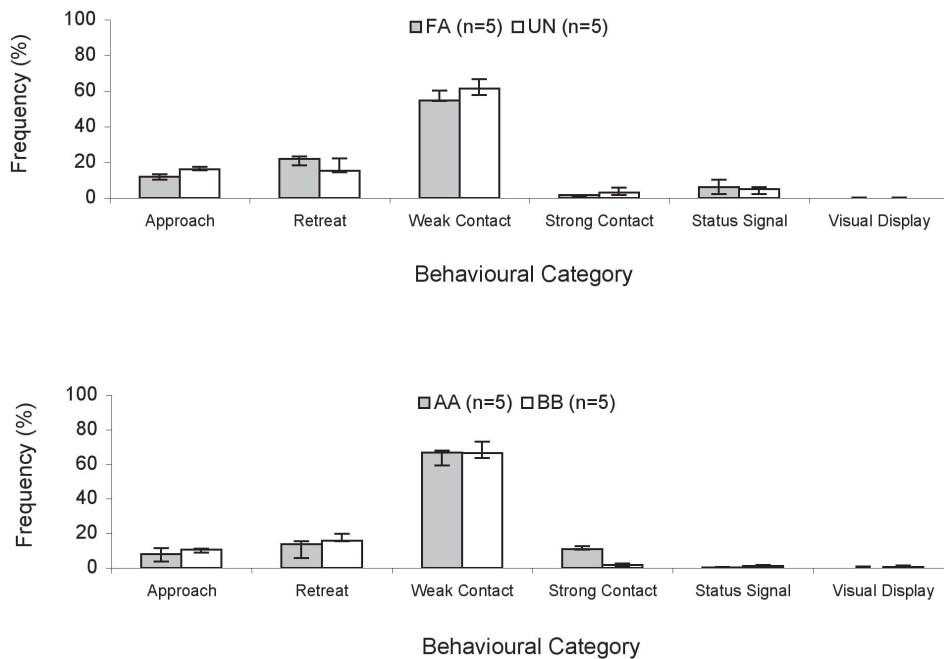 FA (n=5) UN (n=5)
Frequency (%)
100
80
60
40
20
0
Approach Retreat Weak Contact Strong Contact Status Signal Visual Display
Behavioural Category
AA (n=5) BB (n=5)
Frequency (%)
100
80
60
40
20
0
Approach Retreat Weak Contact Strong Contact Status Signal Visual Display
Behavioural Category